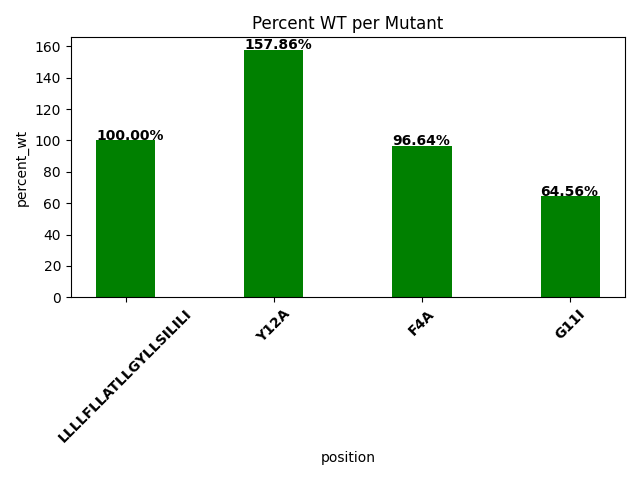 Percent WT per Mutant
percent_wt
160
140
120
100
80
60
40
20
0
100.00%
157.86%
96.64%
64.56%
LLLLFLLATLLGYLLSILILI
Y12A
F4A
G11I
position